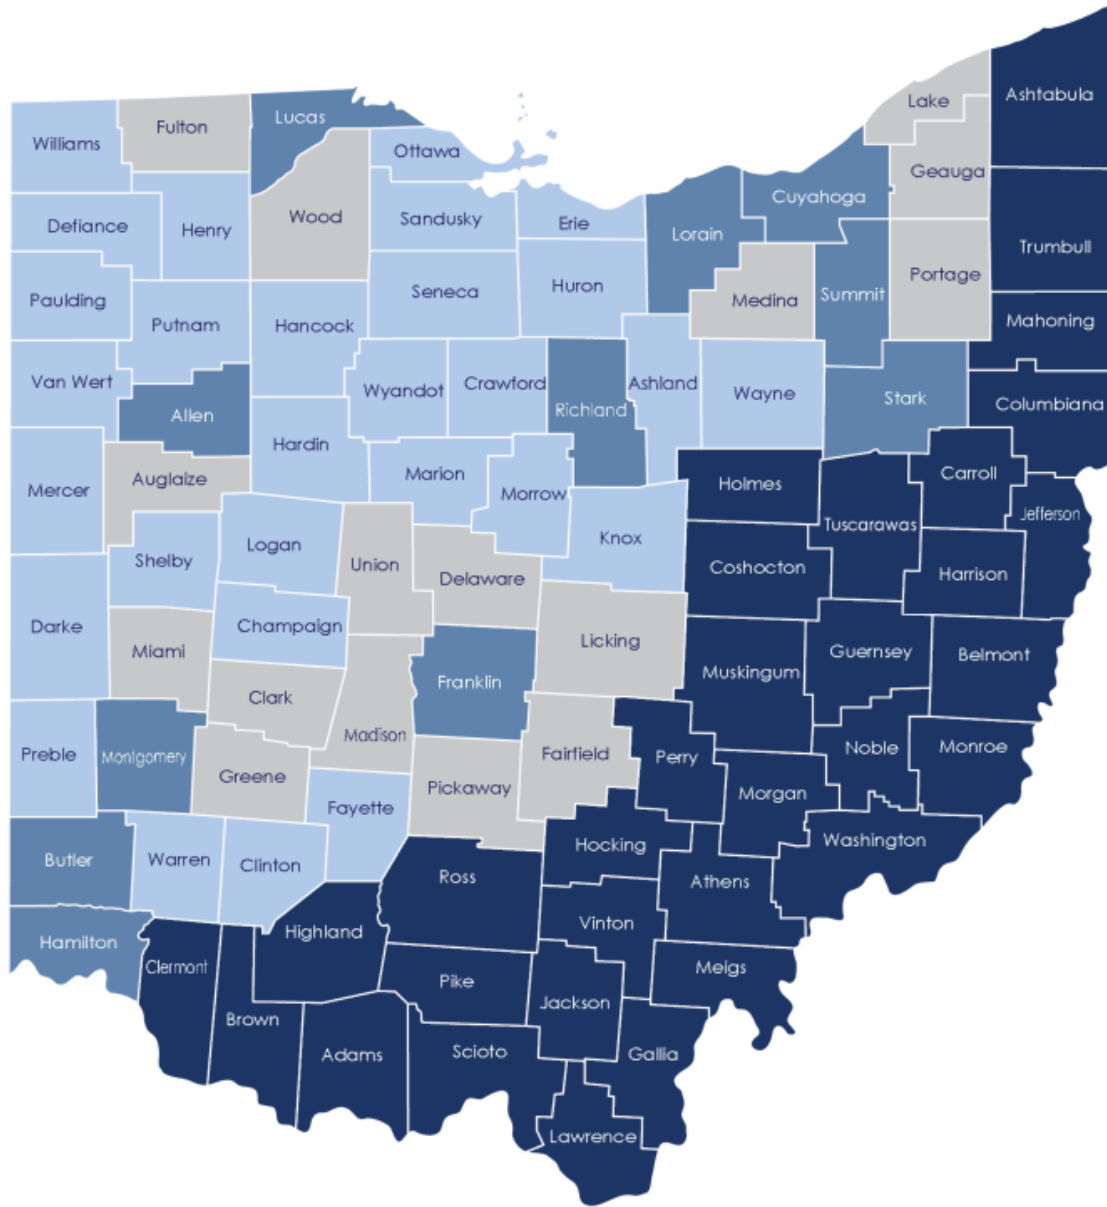 Ashtabula
Lake
Lucas
Fulton
Williams
Ottawa
Geauga
Cuyahoga
Wood
Sandusky
Erie
Defiance
Henry
Lorain
Trumbull
Portage
Seneca
Huron
Summit
Medina
Paulding
Putnam
Hancock
Mahoning
Van Wert
Wyandot
Crawford
Ashland
Wayne
Stark
Columbiana
Richland
Allen
Hardin
Marion
Carroll
Auglaize
Mercer
Morrow
Holmes
Jefferson
Tuscarawas
Knox
Logan
Shelby
Union
Delaware
Coshocton
Harrison
Darke
Champaign
Licking
Miami
Guernsey
Belmont
Muskingum
Franklin
Clark
Madison
Preble
Montgomery
Fairfield
Perry
Noble
Monroe
Greene
Pickaway
Morgan
Fayette
Washington
Hocking
Butler
Warren
Clinton
Ross
Athens
Vinton
Highland
Hamilton
Clermont
Meigs
Pike
Jackson
Brown
Adams
Scioto
Gallia
Lawrence